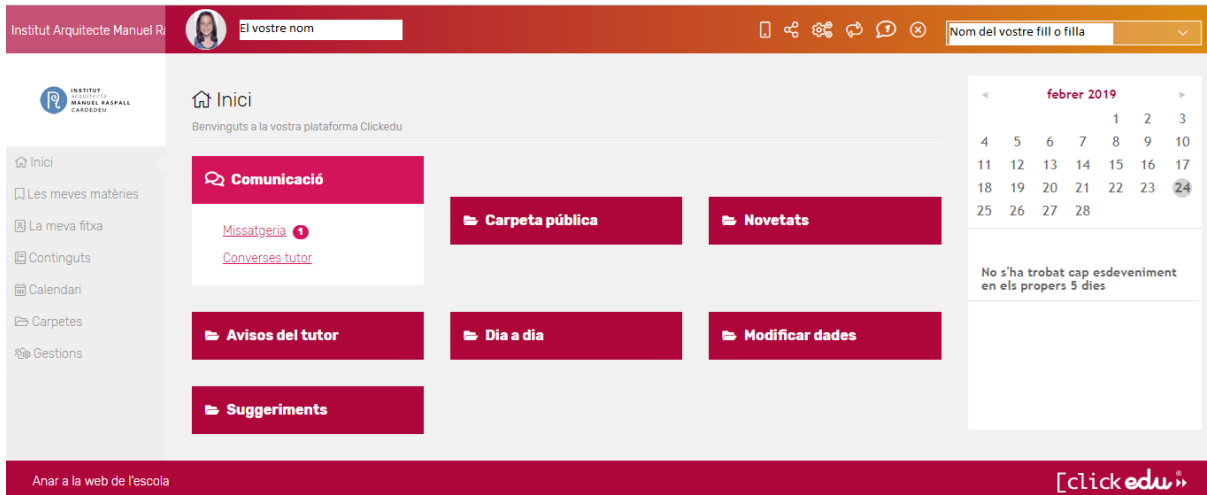 Institut Arquitecte Manuel Ra
El vostre nom
Nom del vostre fill o filla
INSTITUT
arquitecte
MANUEL RASPALL
CARDEDEU
Inici
Les meves matèries
La meva fitxa
Continguts
Calendari
Carpetes
Gestions
Inici
Benvinguts a la vostra plataforma Clickedu
Comunicació
Missatgeria 1
Converses tutor
Carpeta pública
Novetats
Avisos del tutor
Dia a dia
Modificar dades
Suggeriments
febrer 2019
1 2 3
4 5 6 7 8 9 10
11 12 13 14 15 16 17
18 19 20 21 22 23 24
25 26 27 28
No s'ha trobat cap esdeveniment
en els propers 5 dies
Anar a la web de l'escola
[clickedu